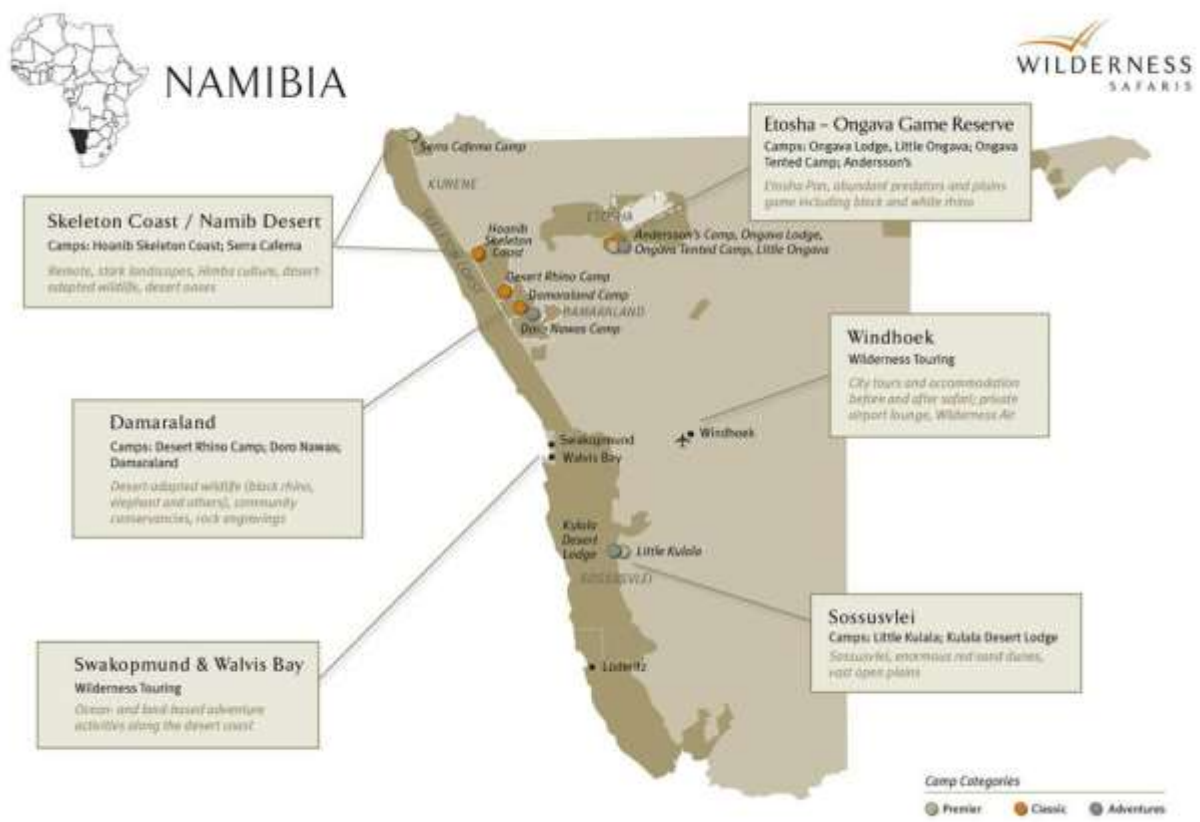 NAMIBIA
WILDERNESS
SAFARIS
Etosha – Ongava Game Reserve
Camps: Ongava Lodge, Little Ongava; Ongava
Tented Camp; Andersson's
Etosha Pan, abundant predators and plains
game including black and white rhino
Skeleton Coast / Namib Desert
Camps: Hoanib Skeleton Coast; Serra Cafema
Remote, stark landscapes, Himba culture, desert-
adapted wildlife, desert oases
Serra Cafema Camp
KUNENE
SKELETON COAST
ETOSHA
Hoanib
Skeleton
Coast
Andersson's Camp, Ongava Lodge,
Ongava Tented Camp, Little Ongava
Desert Rhino Camp
Damaraland Camp
DAMARALAND
Doro Nawas Camp
Windhoek
Wilderness Touring
City tours and accommodation
before and after safari; private
airport lounge, Wilderness Air
Damaraland
Camps: Desert Rhino Camp; Doro Nawas;
Damaraland
Desert-adapted wildlife (black rhino,
elephant and others), community
conservancies, rock engravings
Swakopmund
Walvis Bay
Windhoek
Kulala
Desert
Lodge
Little Kulala
SOSSUSVLEI
Sossusvlei
Camps: Little Kulala; Kulala Desert Lodge
Sossusvlei, enormous red sand dunes,
vast open plains
Swakopmund & Walvis Bay
Wilderness Touring
Ocean- and land-based adventure
activities along the desert coast
Luderitz
Camp Categories
Premier
Classic
Adventures